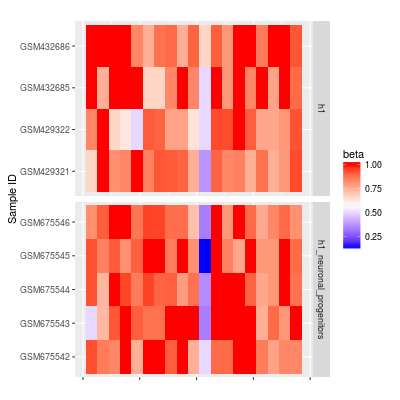 GSM432686
GSM432685
GSM429322
GSM429321
h1
GSM675546
GSM675545
GSM675544
GSM675543
GSM675542
h1_neuronal_progenitors
Sample ID
beta
1.00
0.75
0.50
0.25